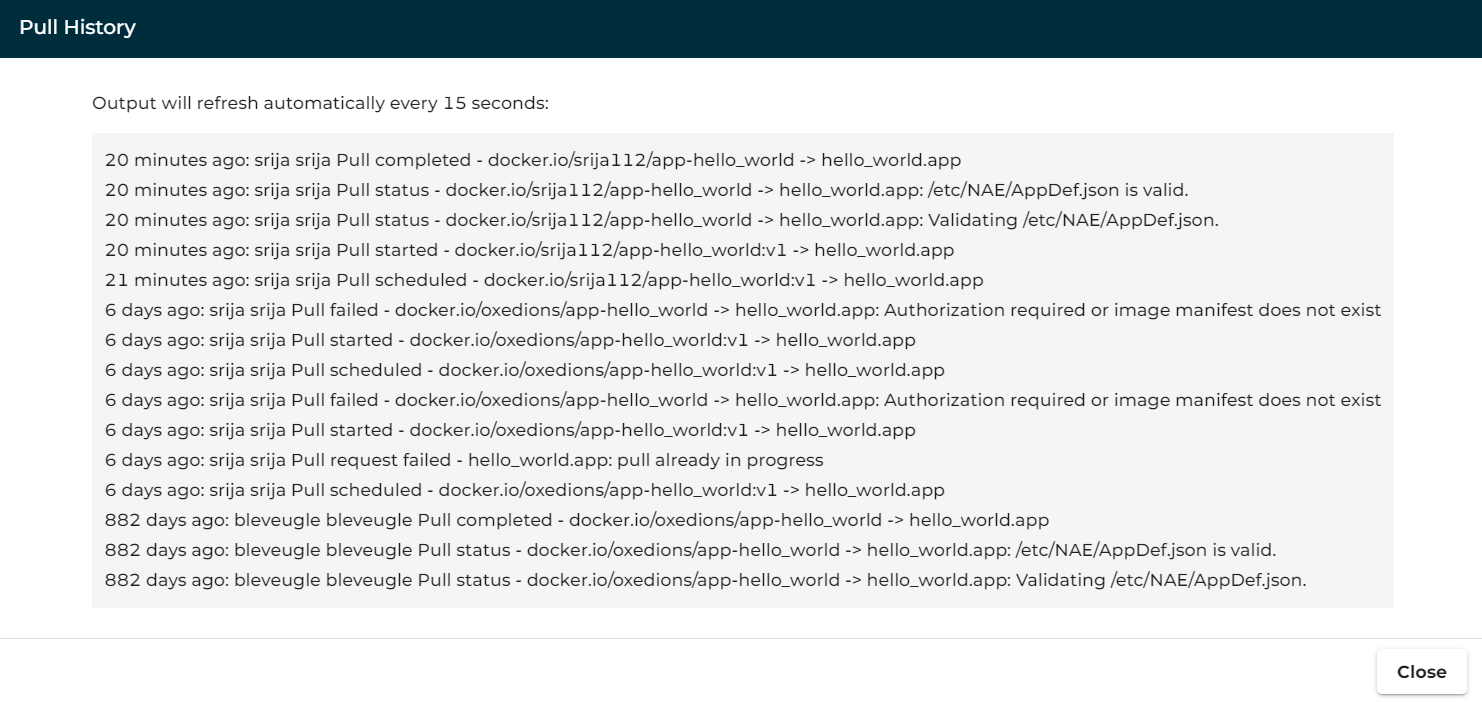 Pull History
Output will refresh automatically every 15 seconds:
20 minutes ago: srija srija Pull completed - docker.io/srija112/app-hello_world -> hello_world.app
20 minutes ago: srija srija Pull status - docker.io/srija112/app-hello_world -> hello_world.app: /etc/NAE/AppDef.json is valid.
20 minutes ago: srija srija Pull status - docker.io/srija112/app-hello_world -> hello_world.app: Validating /etc/NAE/AppDef.json.
20 minutes ago: srija srija Pull started - docker.io/srija112/app-hello_world:v1 -> hello_world.app
21 minutes ago: srija srija Pull scheduled - docker.io/srija112/app-hello_world:v1 -> hello_world.app
6 days ago: srija srija Pull failed - docker.io/oxedions/app-hello_world -> hello_world.app: Authorization required or image manifest does not exist
6 days ago: srija srija Pull started - docker.io/oxedions/app-hello_world:v1 -> hello_world.app
6 days ago: srija srija Pull scheduled - docker.io/oxedions/app-hello_world:v1 -> hello_world.app
6 days ago: srija srija Pull failed - docker.io/oxedions/app-hello_world -> hello_world.app: Authorization required or image manifest does not exist
6 days ago: srija srija Pull started - docker.io/oxedions/app-hello_world:v1 -> hello_world.app
6 days ago: srija srija Pull request failed - hello_world.app: pull already in progress
6 days ago: srija srija Pull scheduled - docker.io/oxedions/app-hello_world:v1 -> hello_world.app
882 days ago: bleveugle bleveugle Pull completed - docker.io/oxedions/app-hello_world -> hello_world.app
882 days ago: bleveugle bleveugle Pull status - docker.io/oxedions/app-hello_world -> hello_world.app: /etc/NAE/AppDef.json is valid.
882 days ago: bleveugle bleveugle Pull status - docker.io/oxedions/app-hello_world -> hello_world.app: Validating /etc/NAE/AppDef.json.
Close